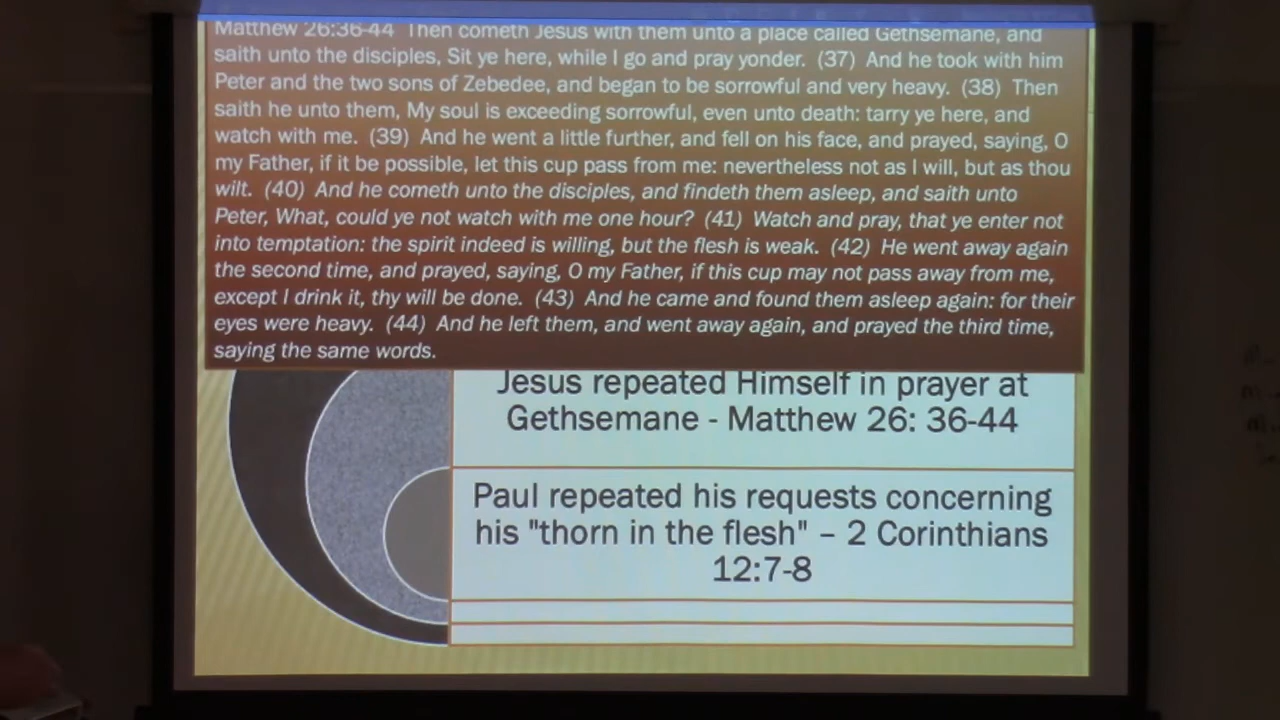 Matthew 26:36-44 Then cometh Jesus with them unto a place called Gethsemane, and
saith unto the disciples, Sit ye here, while I go and pray yonder. (37) And he took with him
Peter and the two sons of Zebedee, and began to be sorrowful and very heavy. (38) Then
saith he unto them, My soul is exceeding sorrowful, even unto death: tarry ye here, and
watch with me. (39) And he went a little further, and fell on his face, and prayed, saying, O
my Father, if it be possible, let this cup pass from me: nevertheless not as I will, but as thou
wilt. (40) And he cometh unto the disciples, and findeth them asleep, and saith unto
Peter, What, could ye not watch with me one hour? (41) Watch and pray, that ye enter not
into temptation: the spirit indeed is willing, but the flesh is weak. (42) He went away again
the second time, and prayed, saying, O my Father, if this cup may not pass away from me,
except I drink it, thy will be done. (43) And he came and found them asleep again: for their
eyes were heavy. (44) And he left them, and went away again, and prayed the third time,
saying the same words.
Jesus repeated Himself in prayer at
Gethsemane - Matthew 26: 36-44
Paul repeated his requests concerning
his "thorn in the flesh" – 2 Corinthians
12:7-8